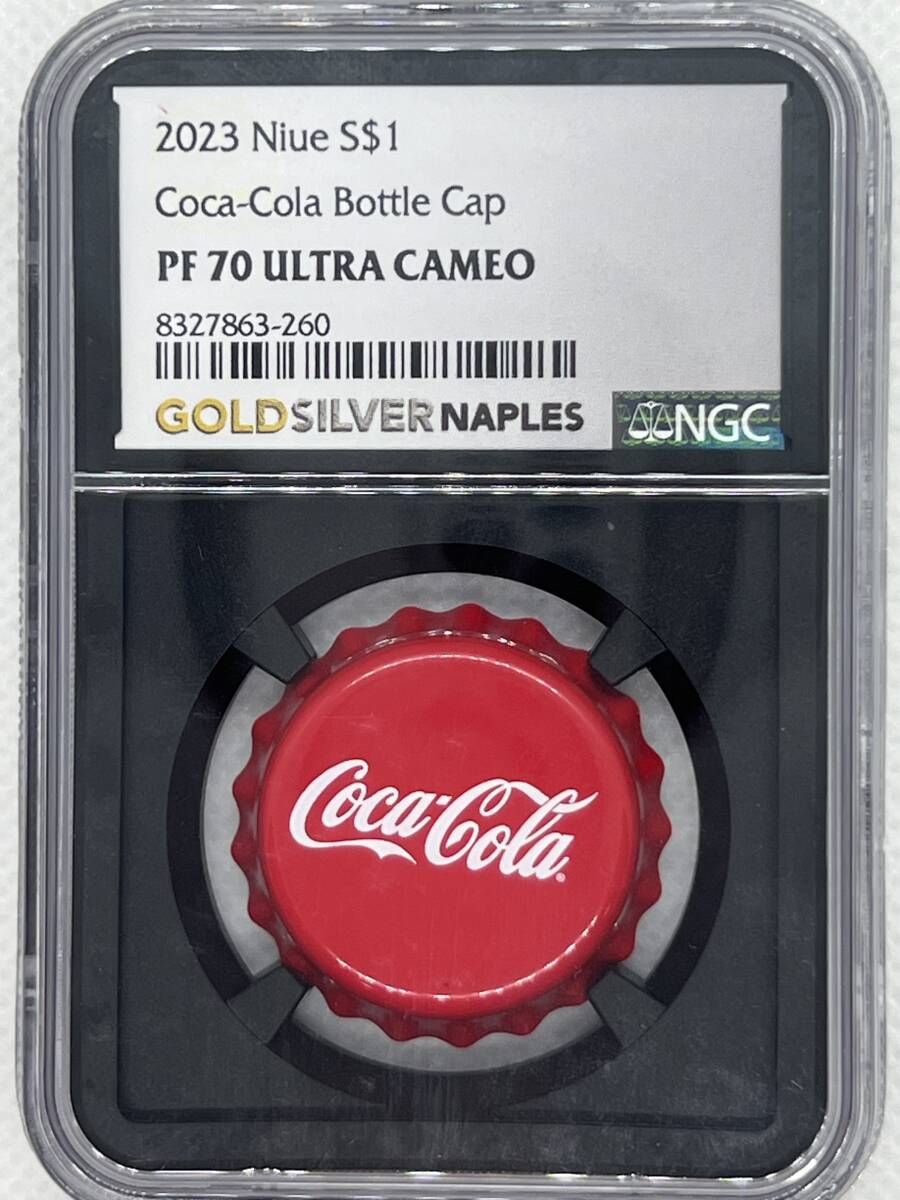 2023 Niue S$1
Coca-Cola Bottle Cap
PF 70 ULTRA CAMEO
8327863-260
GOLDSILVERNAPLES
NGC
Coca-Cola®